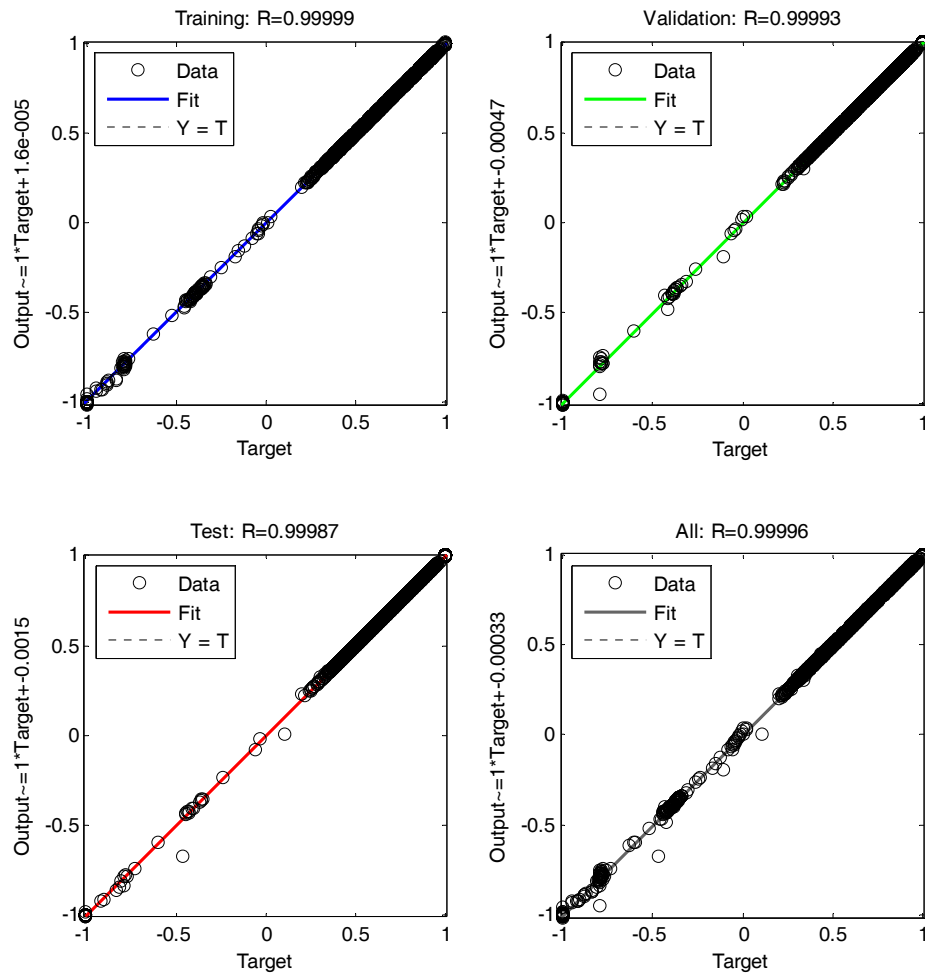 Training: R=0.99999
Output~=1*Target+1.6e-005
1
0.5
0
-0.5
-1
Data
Fit
Y = T
-1 -0.5 0 0.5 1
Target
Validation: R=0.99993
Output~=1*Target+-0.00047
1
0.5
0
-0.5
-1
Data
Fit
Y = T
-1 -0.5 0 0.5 1
Target
Test: R=0.99987
Output~=1*Target+-0.0015
1
0.5
0
-0.5
-1
Data
Fit
Y = T
-1 -0.5 0 0.5 1
Target
All: R=0.99996
Output~=1*Target+-0.00033
1
0.5
0
-0.5
-1
Data
Fit
Y = T
-1 -0.5 0 0.5 1
Target